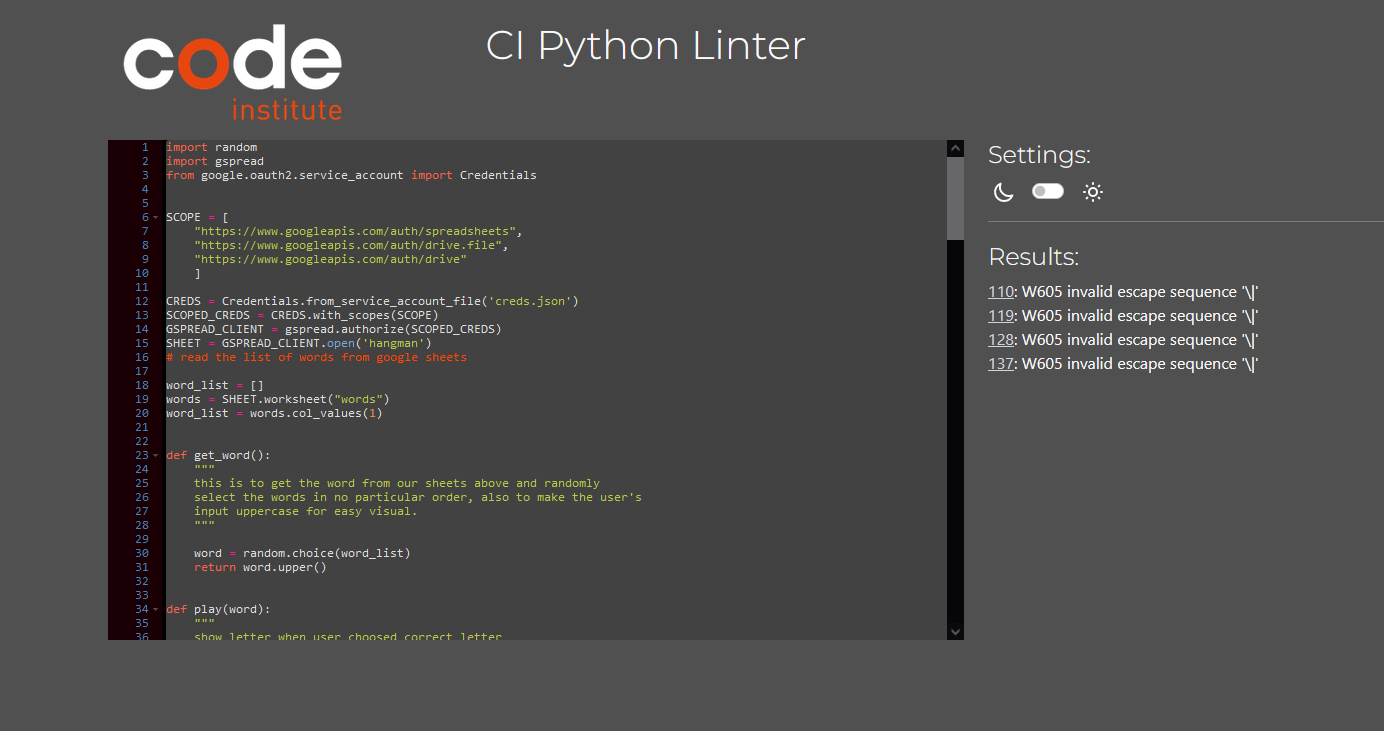 code
institute
CI Python Linter
1 import random
2 import gspread
3 from google.oauth2.service_account import Credentials
4
5
6 SCOPE = [
7     "https://www.googleapis.com/auth/spreadsheets",
8     "https://www.googleapis.com/auth/drive.file",
9     "https://www.googleapis.com/auth/drive"
10     ]
11
12 CREDS = Credentials.from_service_account_file('creds.json')
13 SCOPED_CREDS = CREDS.with_scopes(SCOPE)
14 GSPREAD_CLIENT = gspread.authorize(SCOPED_CREDS)
15 SHEET = GSPREAD_CLIENT.open('hangman')
16 # read the list of words from google sheets
17
18 word_list = []
19 words = SHEET.worksheet("words")
20 word_list = words.col_values(1)
21
22
23 def get_word():
24     """
25     this is to get the word from our sheets above and randomly
26     select the words in no particular order, also to make the user's
27     input uppercase for easy visual.
28     """
29
30     word = random.choice(word_list)
31     return word.upper()
32
33
34 def play(word):
35     """
36     show letter when user choosed correct letter
Settings:
Results:
110: W605 invalid escape sequence '\|'
119: W605 invalid escape sequence '\|'
128: W605 invalid escape sequence '\|'
137: W605 invalid escape sequence '\|'